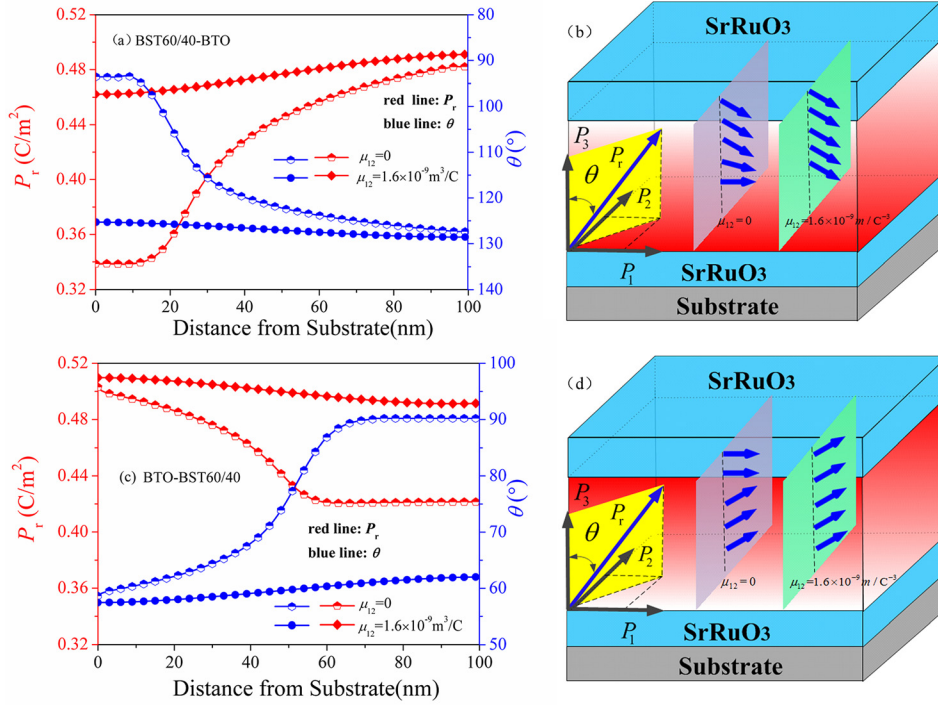 (a) BST60/40-BTO
P_r (C/m²)
0.52
0.48
0.44
0.40
0.36
0.32
80
90
100
110
120
130
140
θ (°)
red line: P_r
blue line: θ
μ₁₂=0
μ₁₂=1.6×10⁻⁹m³/C
0 20 40 60 80 100
Distance from Substrate(nm)
(b)
SrRuO3
P₃
P_r
θ
P₂
μ₁₂=0
μ₁₂=1.6×10⁻⁹m / C⁻³
P₁
SrRuO3
Substrate
(c) BTO-BST60/40
P_r (C/m²)
0.52
0.48
0.44
0.40
0.36
0.32
100
90
80
70
60
50
θ (°)
red line: P_r
blue line: θ
μ₁₂=0
μ₁₂=1.6×10⁻⁹m³/C
0 20 40 60 80 100
Distance from Substrate(nm)
(d)
SrRuO3
P₃
P_r
θ
P₂
μ₁₂=0
μ₁₂=1.6×10⁻⁹m / C⁻³
P₁
SrRuO3
Substrate